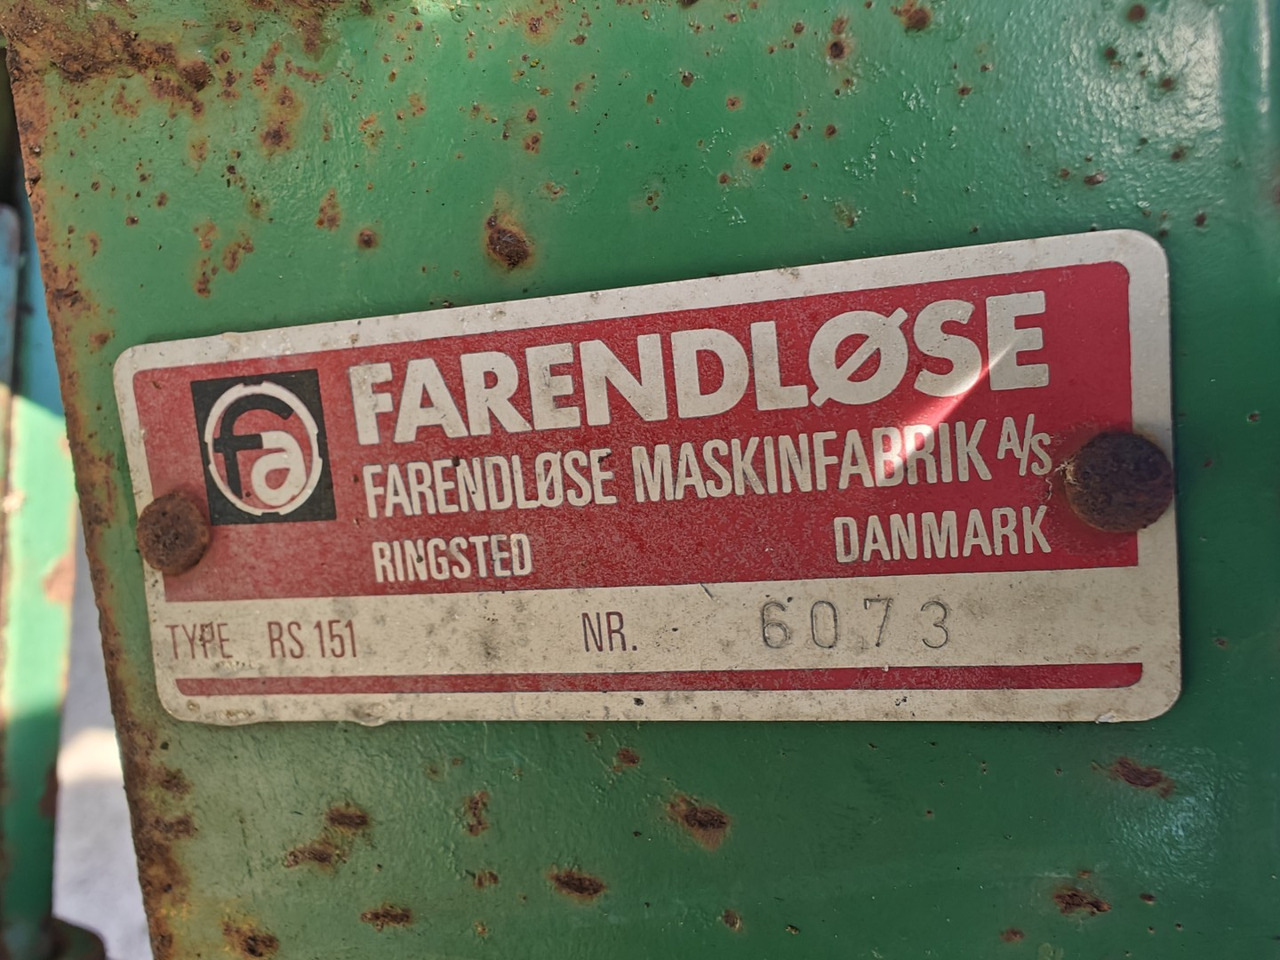 fa
FARENDLØSE
FARENDLØSE MASKINFABRIK A/S
RINGSTED DANMARK
TYPE RS 151 NR. 6073